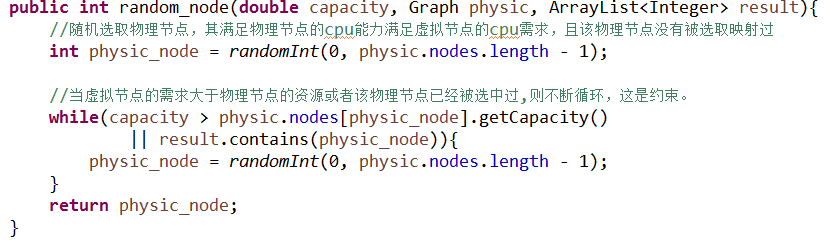 public int random_node(double capacity, Graph physic, ArrayList<Integer> result){
//随机选取物理节点，其满足物理节点的cpu能力满足虚拟节点的cpu需求，且该物理节点没有被选取映射过
int physic_node = randomInt(0, physic.nodes.length - 1);
//当虚拟节点的需求大于物理节点的资源或者该物理节点已经被选中过,则不断循环，这是约束。
while(capacity > physic.nodes[physic_node].getCapacity()
|| result.contains(physic_node)){
physic_node = randomInt(0, physic.nodes.length - 1);
}
return physic_node;
}